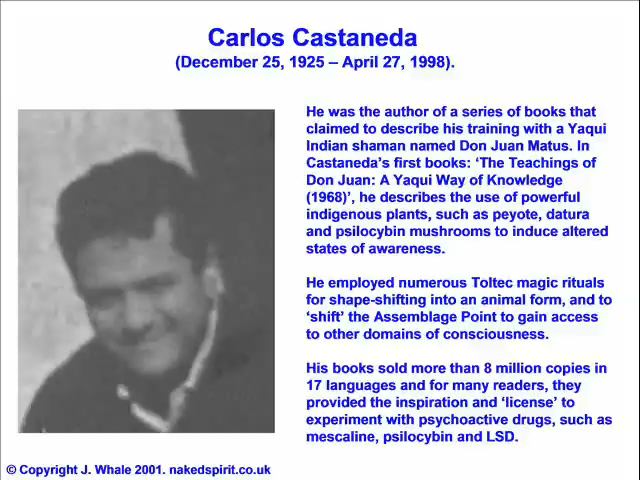 Carlos Castaneda
(December 25, 1925 – April 27, 1998).
He was the author of a series of books that
claimed to describe his training with a Yaqui
Indian shaman named Don Juan Matus. In
Castaneda's first books: ‘The Teachings of
Don Juan: A Yaqui Way of Knowledge
(1968)’, he describes the use of powerful
indigenous plants, such as peyote, datura
and psilocybin mushrooms to induce altered
states of awareness.
He employed numerous Toltec magic rituals
for shape-shifting into an animal form, and to
‘shift’ the Assemblage Point to gain access
to other domains of consciousness.
His books sold more than 8 million copies in
17 languages and for many readers, they
provided the inspiration and ‘license’ to
experiment with psychoactive drugs, such as
mescaline, psilocybin and LSD.
© Copyright J. Whale 2001. nakedspirit.co.uk